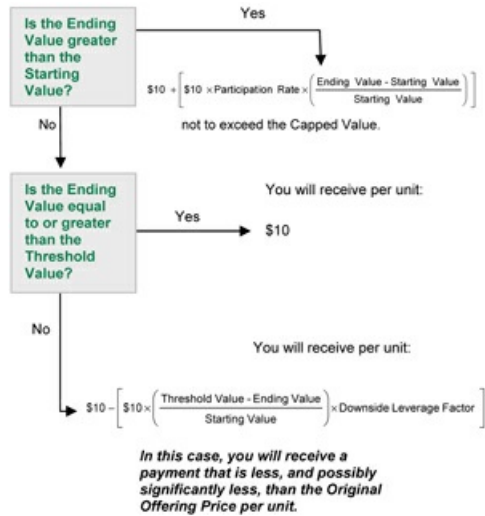 Is the Ending
Value greater
than the
Starting
Value?
Yes
$10 + [$10 × Participation Rate × (Ending Value - Starting Value / Starting Value)]
not to exceed the Capped Value.
No
Is the Ending
Value equal
to or greater
than the
Threshold
Value?
Yes
You will receive per unit:
$10
No
You will receive per unit:
$10 – [$10 × (Threshold Value - Ending Value / Starting Value) × Downside Leverage Factor]
In this case, you will receive a
payment that is less, and possibly
significantly less, than the Original
Offering Price per unit.